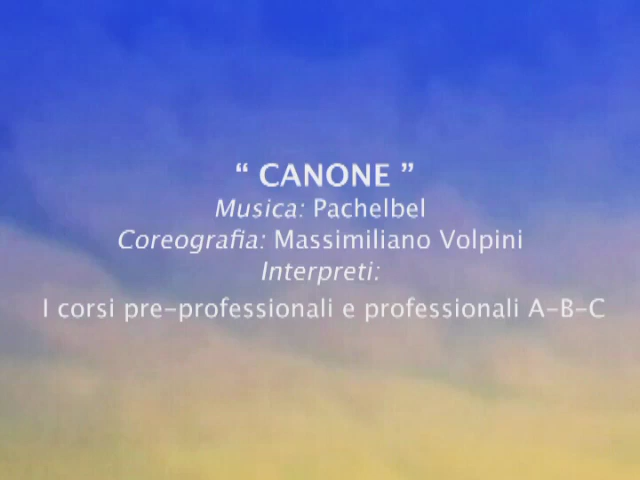 “ CANONE ”
Musica: Pachelbel
Coreografia: Massimiliano Volpini
Interpreti:
I corsi pre-professionali e professionali A-B-C